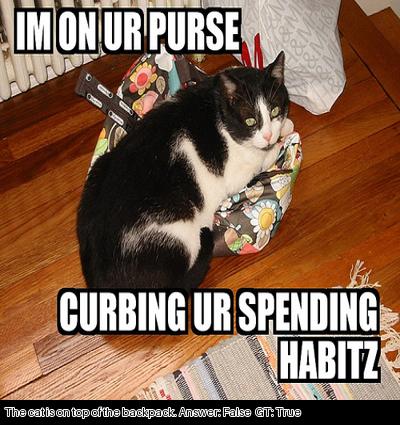 IM ON UR PURSE
CURBING UR SPENDING
HABITZ
The cat is on top of the backpack. Answer: False GT: True